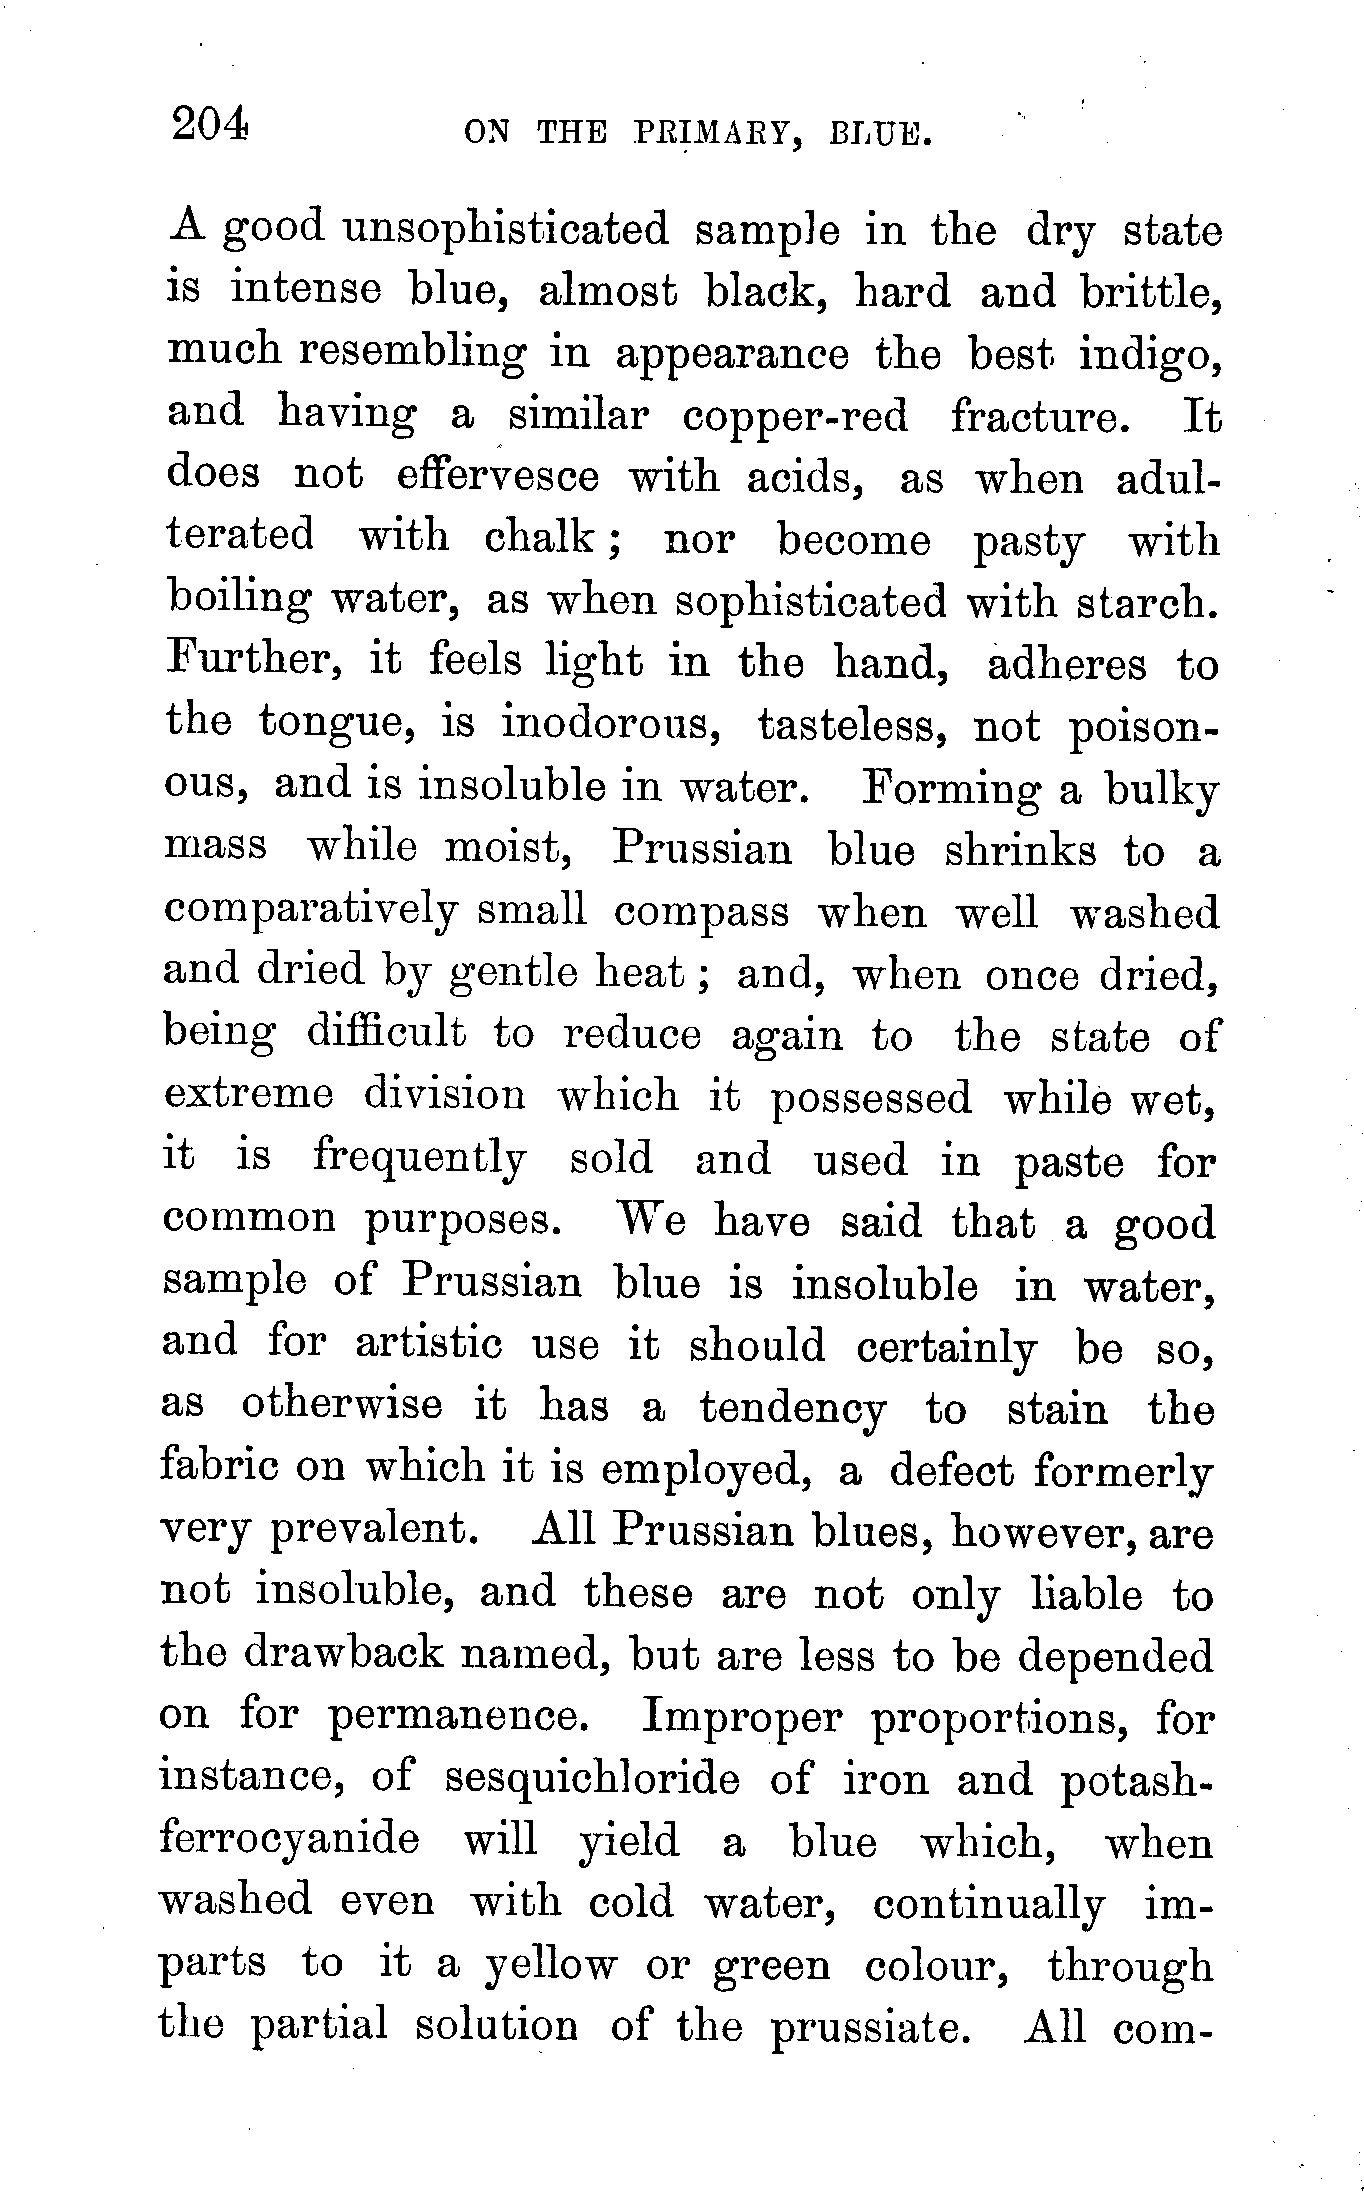 204 ON THE PRIMARY, BLUE.
A good unsophisticated sample in the dry state
is intense blue, almost black, hard and brittle,
much resembling in appearance the best indigo,
and having a similar copper-red fracture. It
does not effervesce with acids, as when adul-
terated with chalk ; nor become pasty with
boiling water, as when sophisticated with starch.
Further, it feels light in the hand, adheres to
the tongue, is inodorous, tasteless, not poison-
ous, and is insoluble in water. Forming a bulky
mass while moist, Prussian blue shrinks to a
comparatively small compass when well washed
and dried by gentle heat ; and, when once dried,
being difficult to reduce again to the state of
extreme division which it possessed while wet,
it is frequently sold and used in paste for
common purposes. We have said that a good
sample of Prussian blue is insoluble in water,
and for artistic use it should certainly be so,
as otherwise it has a tendency to stain the
fabric on which it is employed, a defect formerly
very prevalent. All Prussian blues, however, are
not insoluble, and these are not only liable to
the drawback named, but are less to be depended
on for permanence. Improper proportions, for
instance, of sesquichloride of iron and potash-
ferrocyanide will yield a blue which, when
washed even with cold water, continually im-
parts to it a yellow or green colour, through
the partial solution of the prussiate. All com-